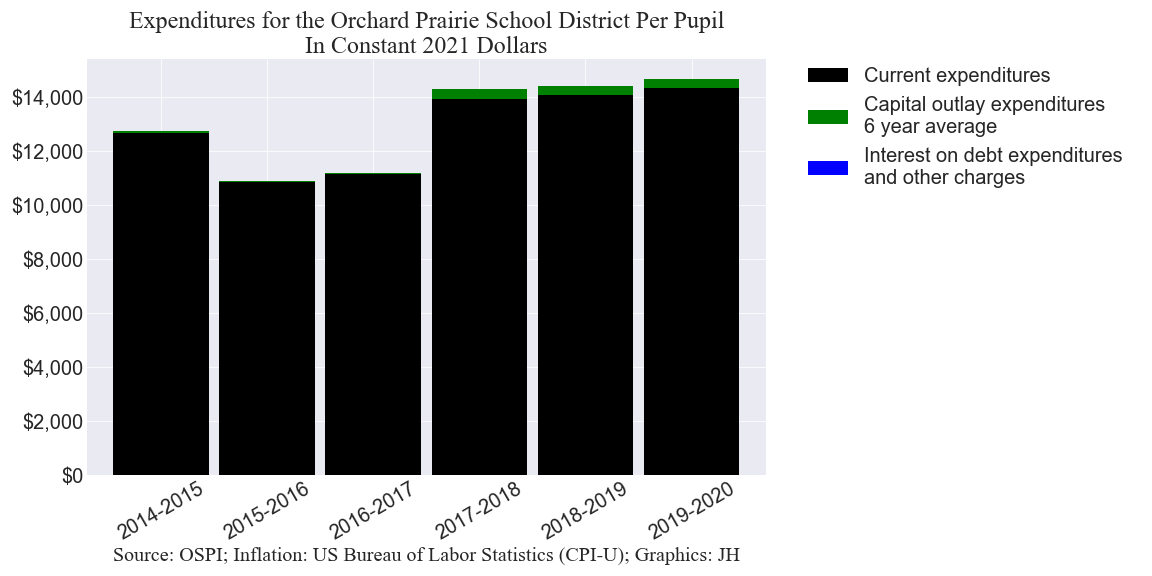 Expenditures for the Orchard Prairie School District Per Pupil
In Constant 2021 Dollars
$14,000
$12,000
$10,000
$8,000
$6,000
$4,000
$2,000
$0
2014-2015
2015-2016
2016-2017
2017-2018
2018-2019
2019-2020
Current expenditures
Capital outlay expenditures
6 year average
Interest on debt expenditures
and other charges
Source: OSPI; Inflation: US Bureau of Labor Statistics (CPI-U); Graphics: JH